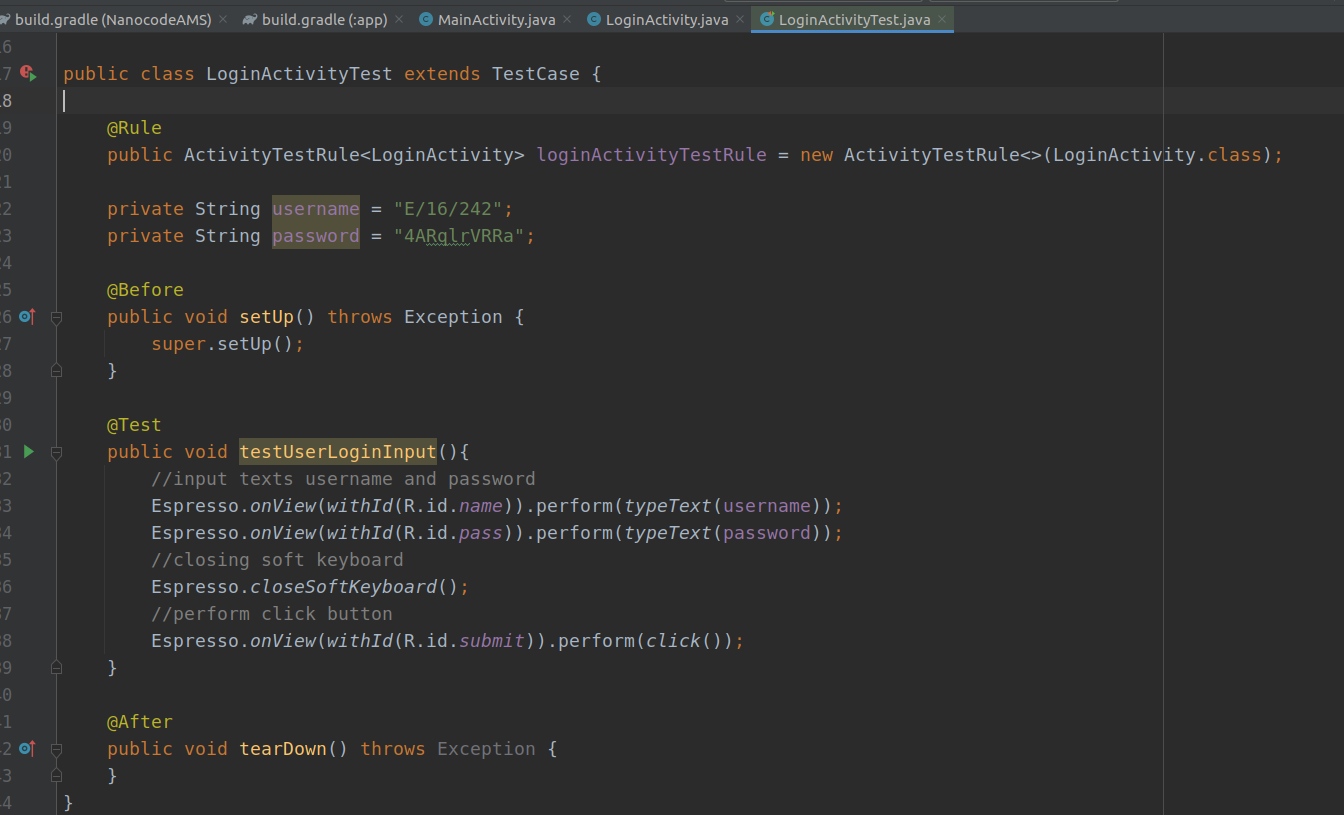 build.gradle (NanocodeAMS) build.gradle (:app) MainActivity.java LoginActivity.java LoginActivityTest.java
6
7 public class LoginActivityTest extends TestCase {
8
9 @Rule
20 public ActivityTestRule<LoginActivity> loginActivityTestRule = new ActivityTestRule<>(LoginActivity.class);
21
22 private String username = "E/16/242";
23 private String password = "4ARglrVRRa";
24
25 @Before
26 public void setUp() throws Exception {
27 super.setUp();
28 }
29
30 @Test
31 public void testUserLoginInput(){
32 //input texts username and password
33 Espresso.onView(withId(R.id.name)).perform(typeText(username));
34 Espresso.onView(withId(R.id.pass)).perform(typeText(password));
35 //closing soft keyboard
36 Espresso.closeSoftKeyboard();
37 //perform click button
38 Espresso.onView(withId(R.id.submit)).perform(click());
39 }
40
41 @After
42 public void tearDown() throws Exception {
43 }
44 }